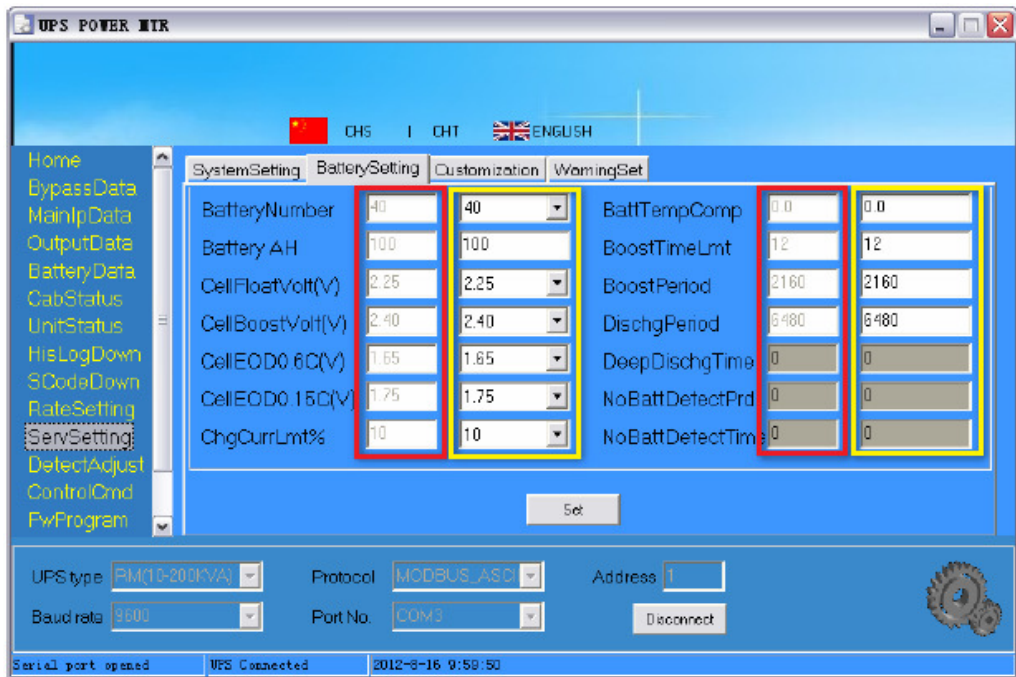 UPS POWER MTR
CHS | CHT ENGLISH
Home
BypassData
MainIpData
OutputData
BatteryData
CabStatus
UnitStatus
HisLogDown
SCodeDown
RateSetting
ServSetting
DetectAdjust
ControlCmd
FwProgram
SystemSetting BatterySetting Customization WarningSet
BatteryNumber 40 40 BattTempComp 0.0 0.0
Battery AH 100 100 BoostTimeLmt 12 12
CellFloatVolt(V) 2.25 2.25 BoostPeriod 2160 2160
CellBoostVolt(V) 2.40 2.40 DischgPeriod 6480 6480
CellEOD0.6C(V) 1.65 1.65 DeepDischgTime 0 0
CellEOD0.15C(V) 1.75 1.75 NoBattDetectPrd 0 0
ChgCurrLmt% 10 10 NoBattDetectTime 0 0
Set
UPS type RM(10-200KVA) Protocol MODBUS_ASCI Address 1
Baud rate 9600 Port No. COM3 Disconnect
Serial port opened UPS Connected 2012-8-16 9:59:50